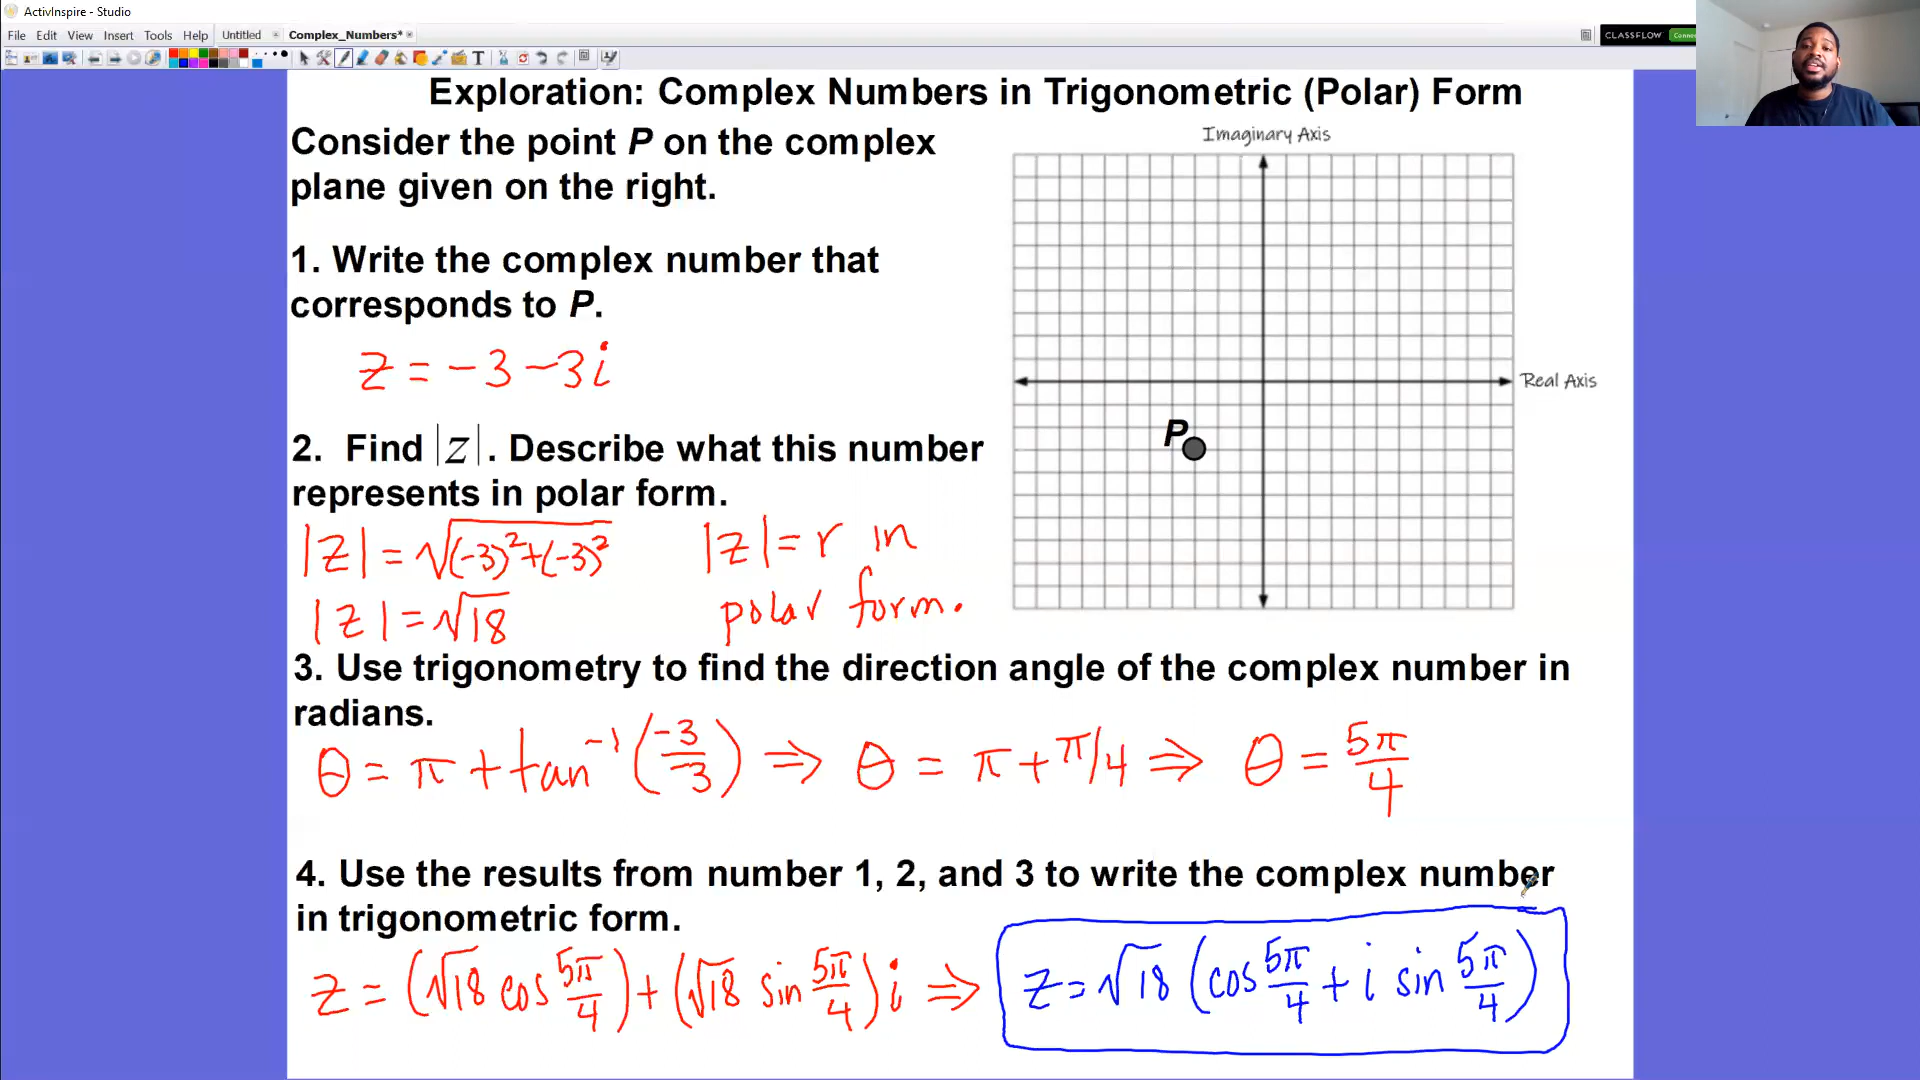 ActivInspire - Studio
File Edit View Insert Tools Help Untitled Complex_Numbers* CLASSFLOW
Exploration: Complex Numbers in Trigonometric (Polar) Form
Consider the point P on the complex
plane given on the right.
Imaginary Axis
1. Write the complex number that
corresponds to P.
z = -3 -3i
Real Axis
P
2. Find |z|. Describe what this number
represents in polar form.
|z| = √((-3)²+(-3)²)
|z| = √18
|z| = r in
polar form.
3. Use trigonometry to find the direction angle of the complex number in
radians.
θ = π + tan⁻¹(-3/-3) ⇒ θ = π + π/4 ⇒ θ = 5π/4
4. Use the results from number 1, 2, and 3 to write the complex number
in trigonometric form.
z = (√18 cos 5π/4) + (√18 sin 5π/4)i ⇒ z = √18 (cos 5π/4 + i sin 5π/4)